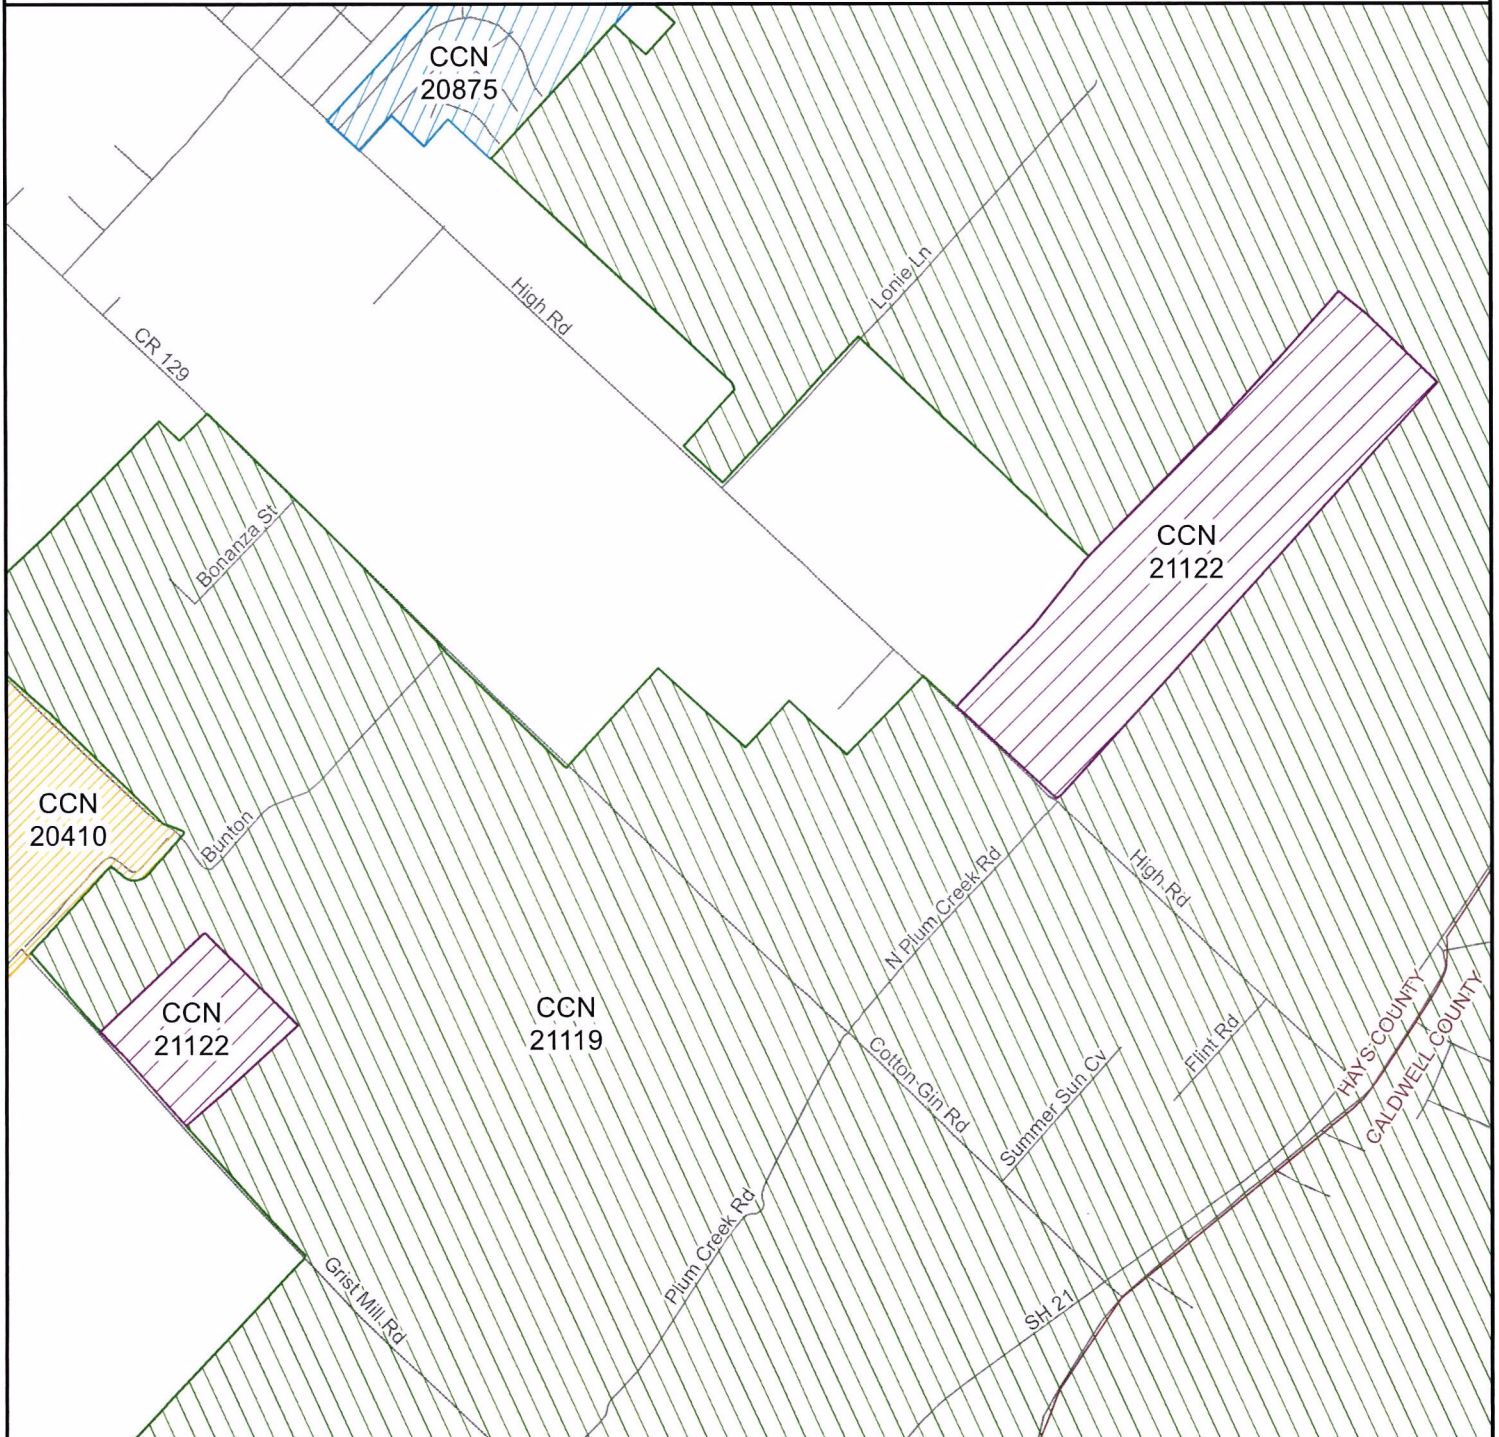 CCN
20875
High Rd
Lonie Ln
CR 129
Bonanza St
CCN
21122
CCN
20410
Bunton
N Plum Creek Rd
High Rd
CCN
21122
CCN
21119
Cotton Gin Rd
Summer Sun Cv
Flint Rd
HAYS COUNTY
CALDWELL COUNTY
Plum Creek Rd
Grist Mill Rd
SH 21